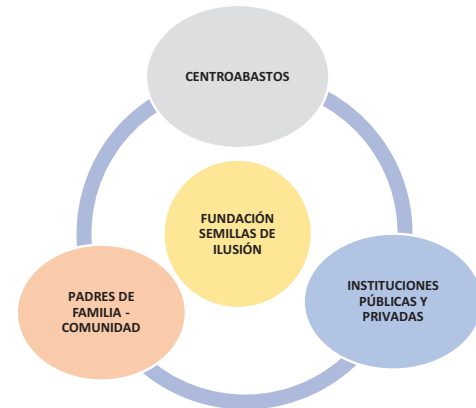 CENTROABASTOS
FUNDACIÓN
SEMILLAS DE
ILUSIÓN
PADRES DE
FAMILIA -
COMUNIDAD
INSTITUCIONES
PÚBLICAS Y
PRIVADAS